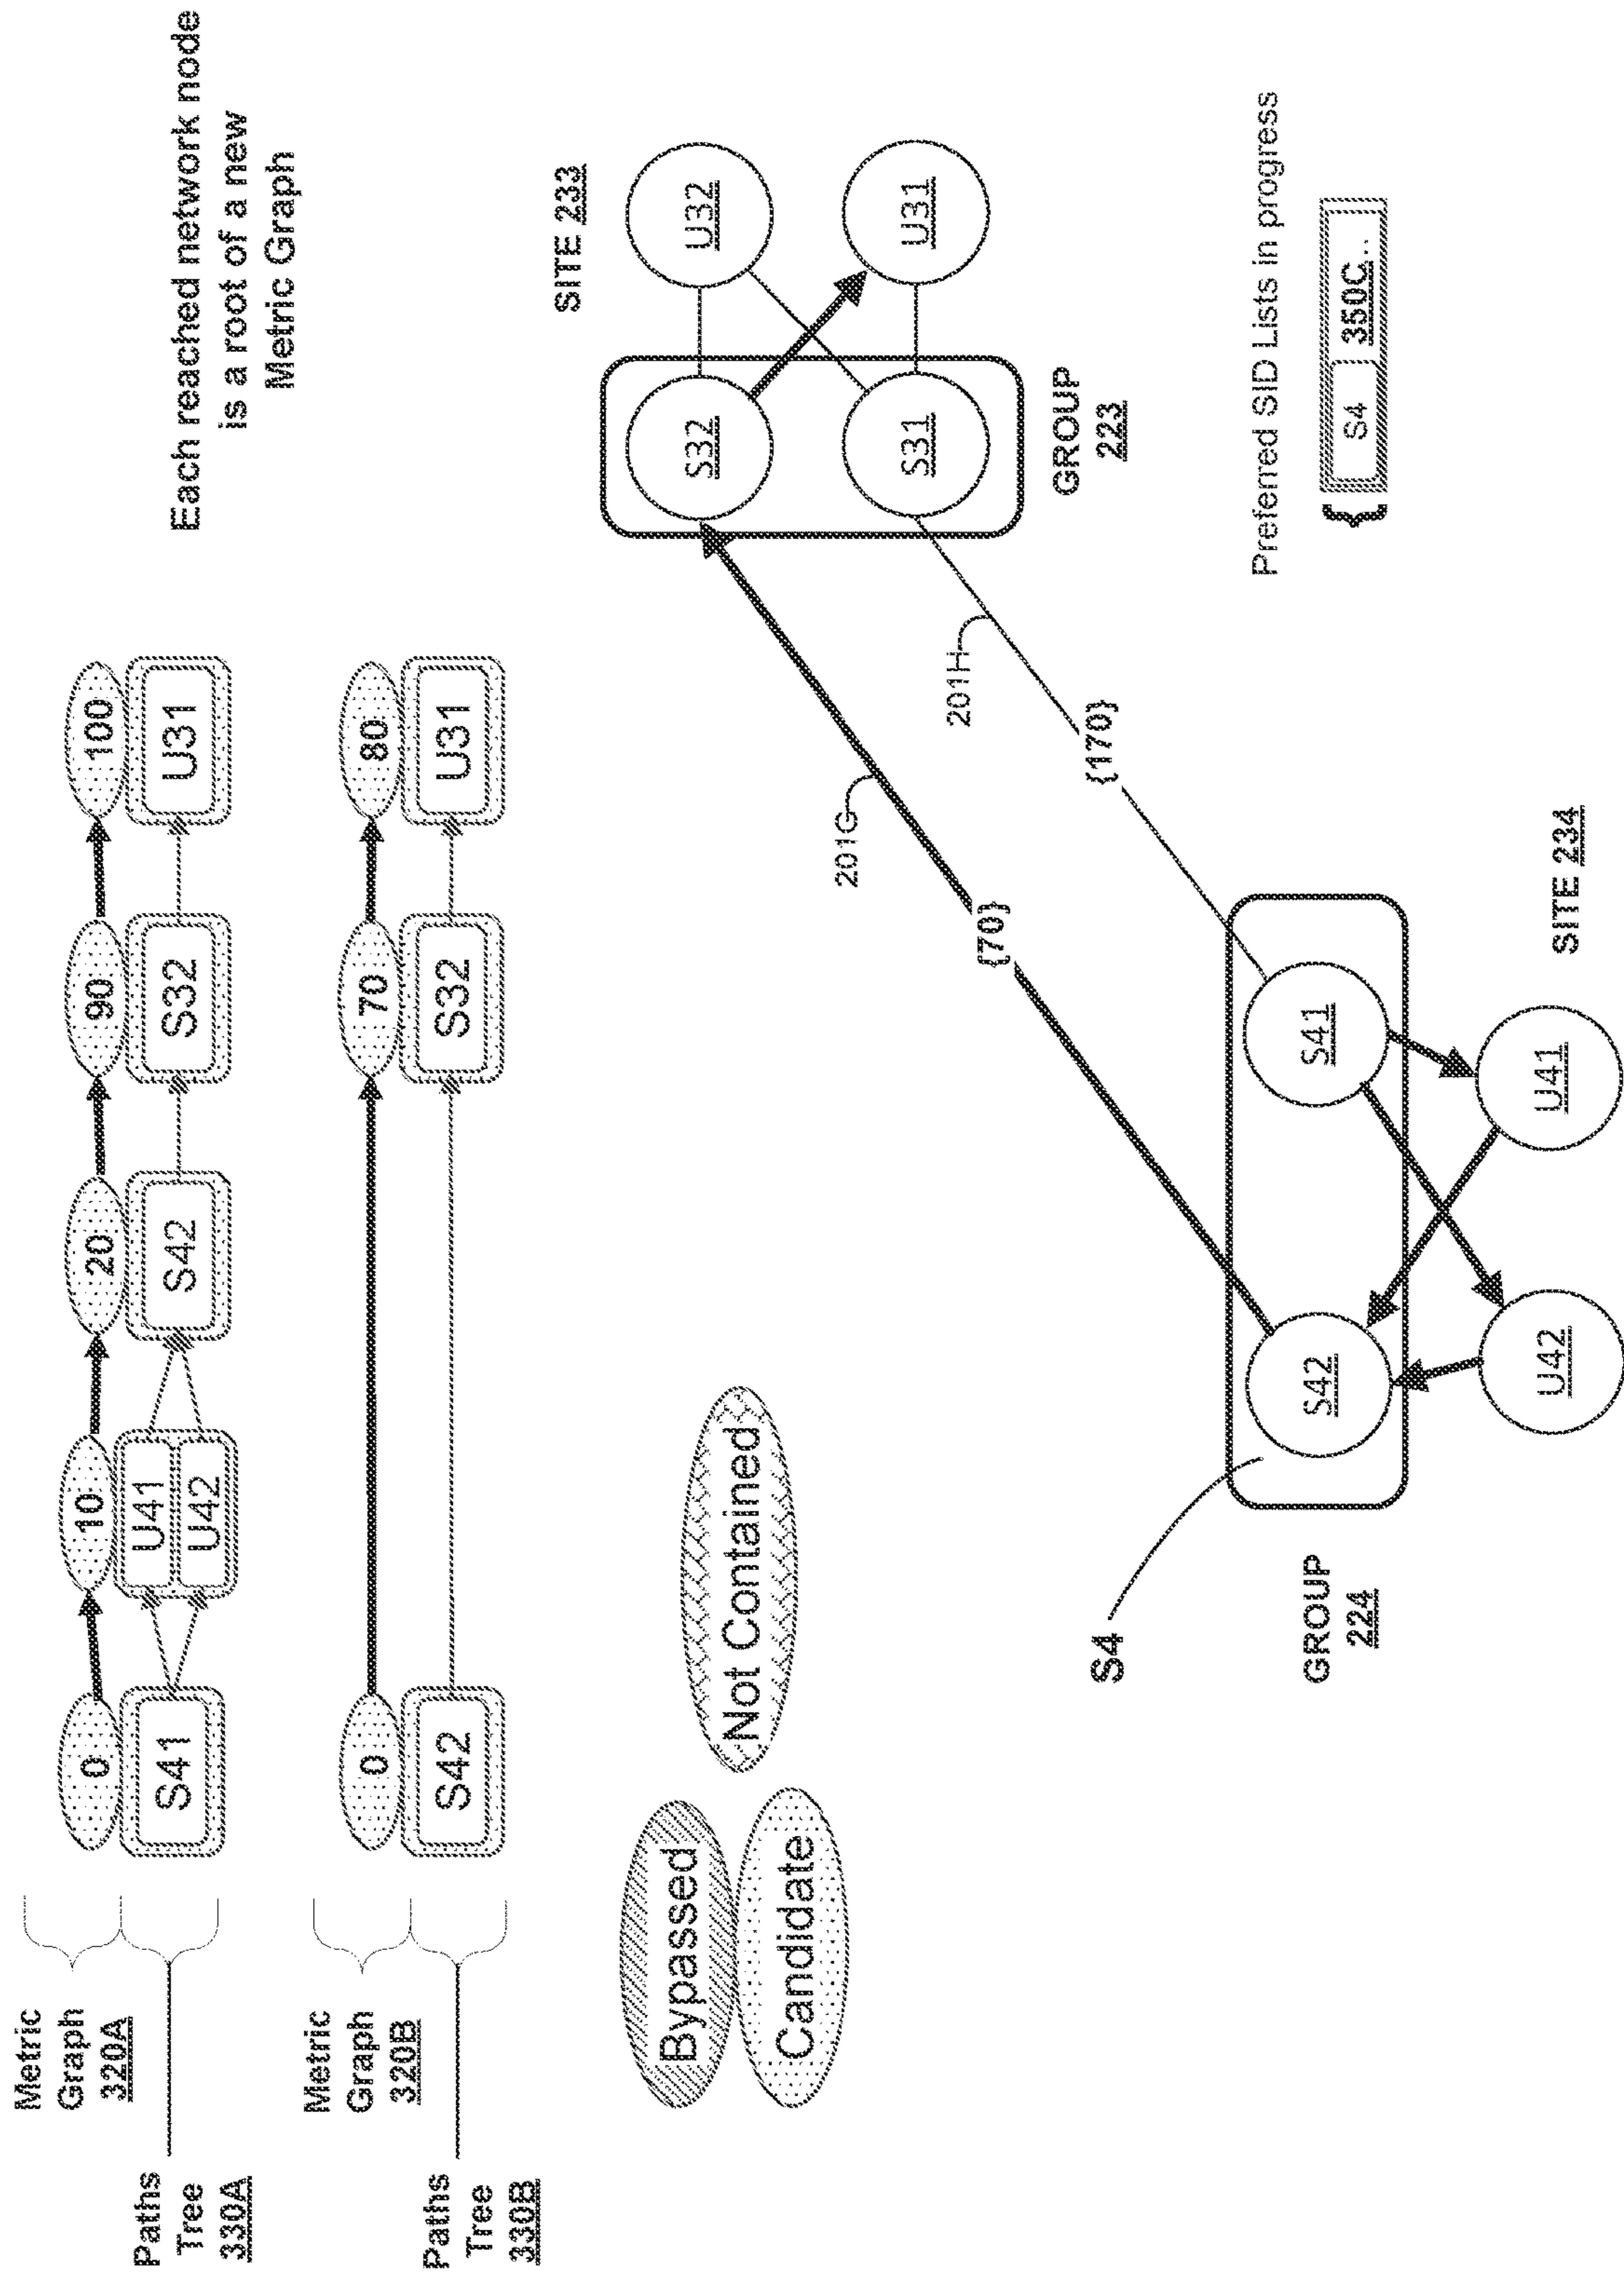 Metric
Graph
320A
Paths
Tree
330A
0
10
20
90
100
S41
U41
U42
S42
S32
U31
Each reached network node
is a root of a new
Metric Graph
Metric
Graph
320B
Paths
Tree
330B
0
70
80
S42
S32
U31
Bypassed
Candidate
Not Contained
SITE 233
U32
S32
U31
S31
GROUP
223
201G
{70}
201H
{170}
S4
GROUP
224
S42
S41
U42
U41
SITE 234
Preferred SID Lists in progress
{
S4
350C..